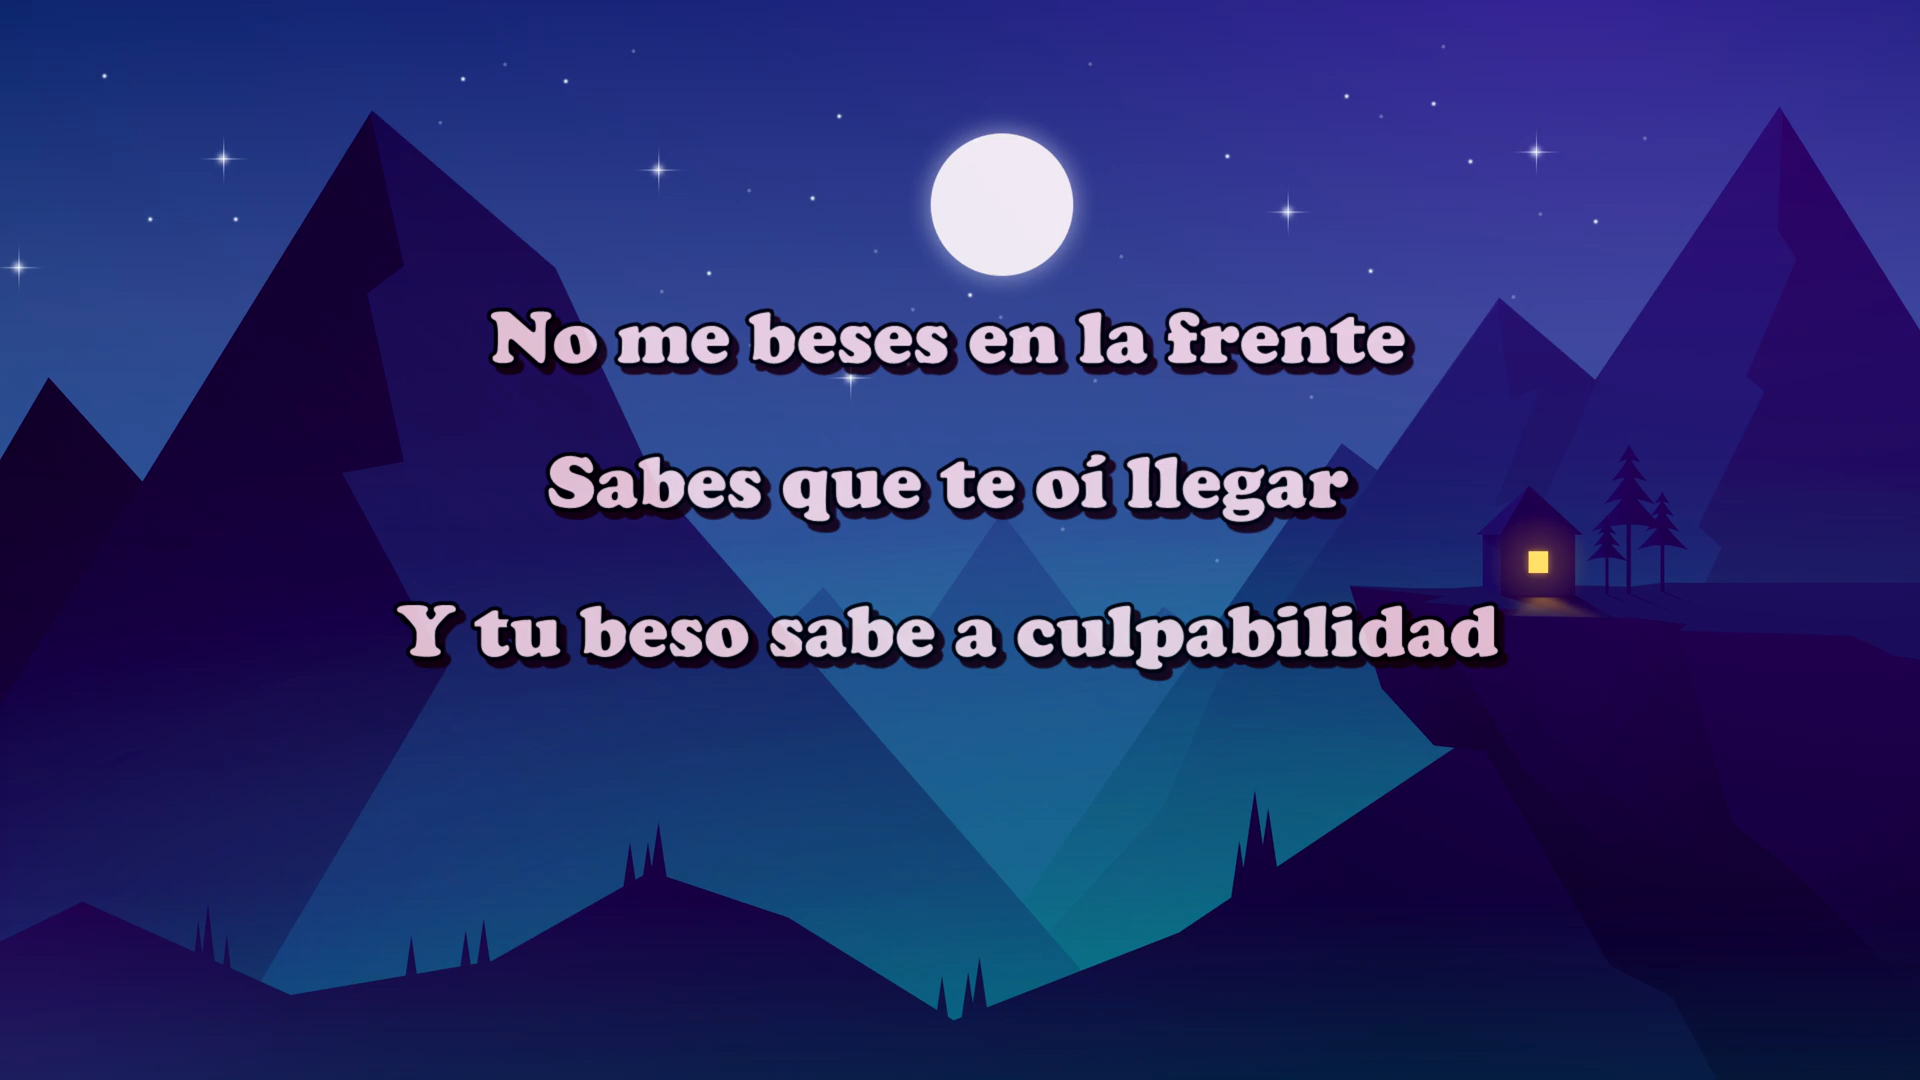 No me beses en la frente
Sabes que te oí llegar
Y tu beso sabe a culpabilidad